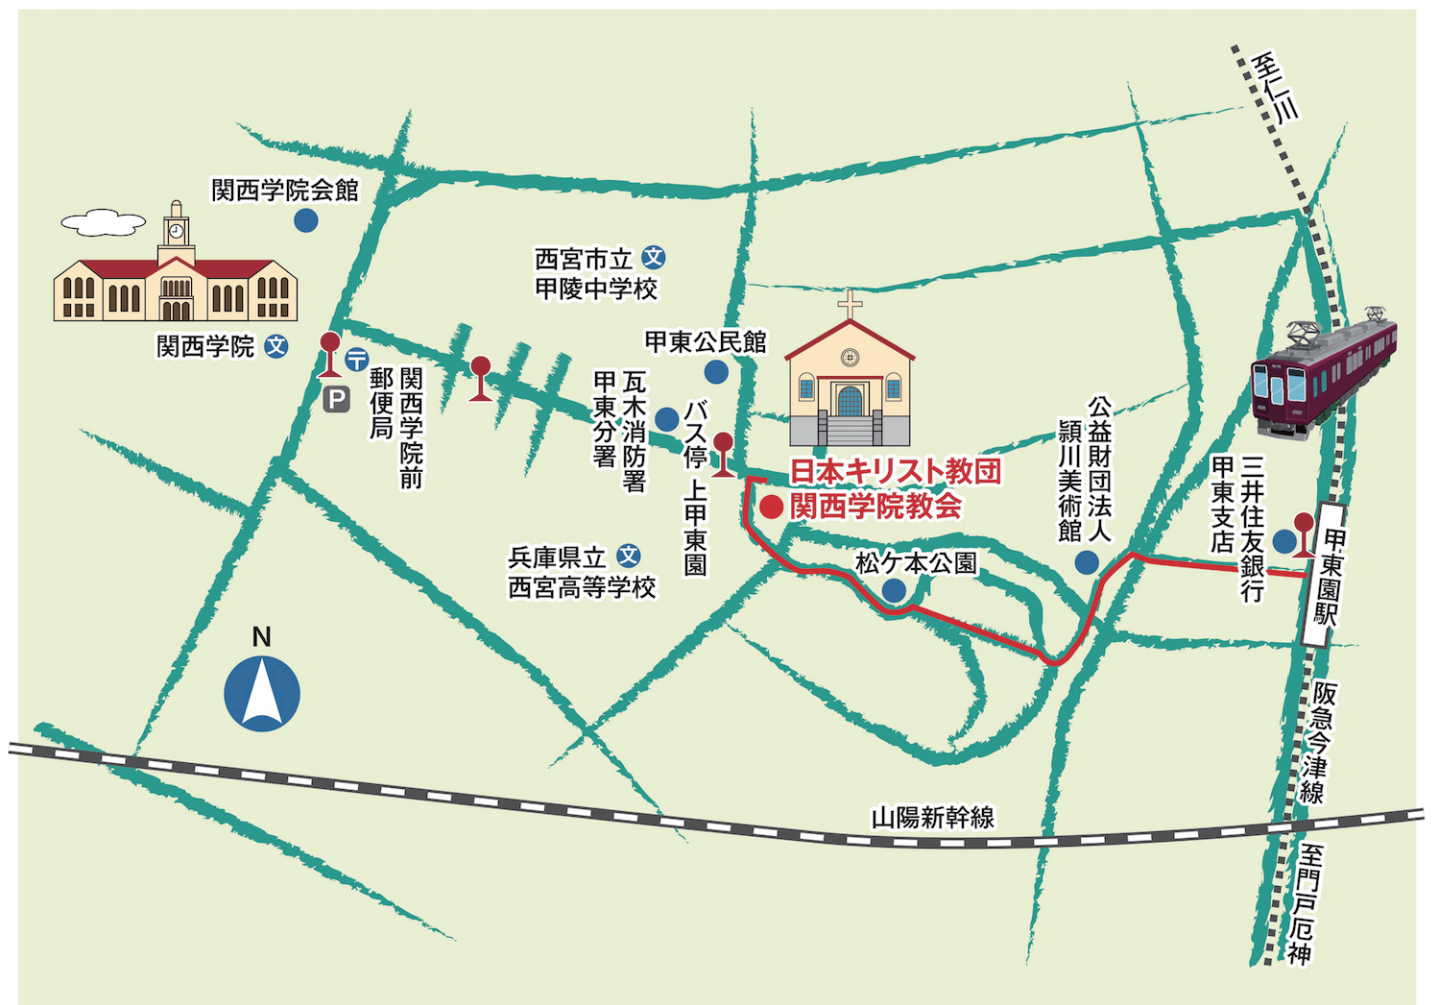 至仁川
関西学院会館
西宮市立
甲陵中学校
文
関西学院
文
〒
P
関西学院前
郵便局
甲東公民館
瓦木消防署
甲東分署
バス停 上甲東園
日本キリスト教団
関西学院教会
公益財団法人
頴川美術館
三井住友銀行
甲東支店
甲東園駅
兵庫県立
西宮高等学校
文
松ケ本公園
N
阪急今津線
山陽新幹線
至門戸厄神